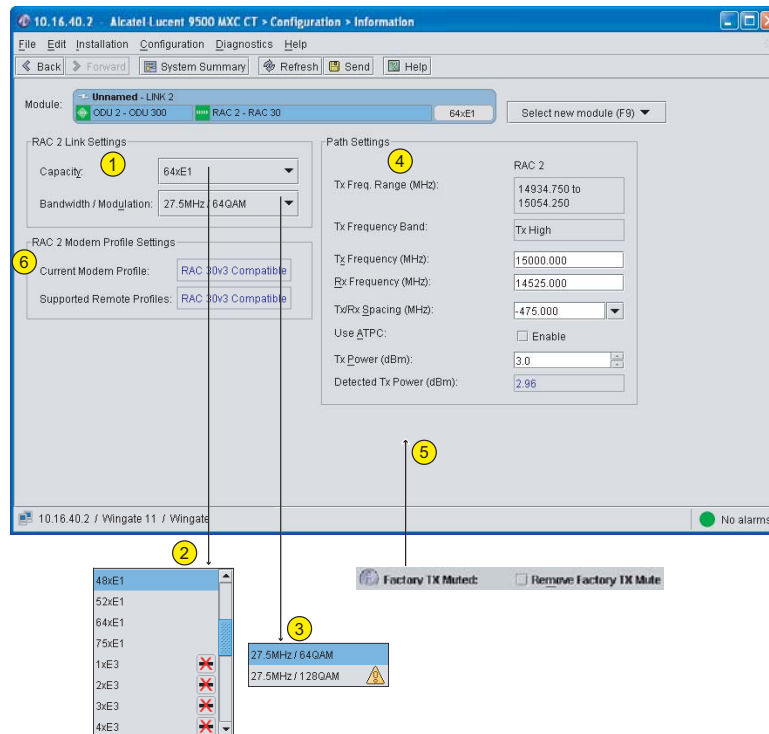 10.16.40.2 - Alcatel-Lucent 9500 MXC CT > Configuration > Information
File Edit Installation Configuration Diagnostics Help
Back Forward System Summary Refresh Send Help
Module:
Unnamed - LINK 2
ODU 2 - ODU 300 RAC 2 - RAC 30 64xE1
Select new module (F9)
RAC 2 Link Settings
1
Capacity: 64xE1
Bandwidth / Modulation: 27.5MHz / 64QAM
RAC 2 Modem Profile Settings
6
Current Modem Profile: RAC 30v3 Compatible
Supported Remote Profiles: RAC 30v3 Compatible
Path Settings
4
RAC 2
Tx Freq. Range (MHz): 14934.750 to
15054.250
Tx Frequency Band: Tx High
Tx Frequency (MHz): 15000.000
Rx Frequency (MHz): 14525.000
Tx/Rx Spacing (MHz): -475.000
Use ATPC: Enable
Tx Power (dBm): 3.0
Detected Tx Power (dBm): 2.96
5
10.16.40.2 / Wingate 11 / Wingate
No alarms
2
48xE1
52xE1
64xE1
75xE1
1xE3
2xE3
3xE3
4xE3
3
27.5MHz / 64QAM
27.5MHz / 128QAM
Factory TX Muted: Remove Factory TX Mute